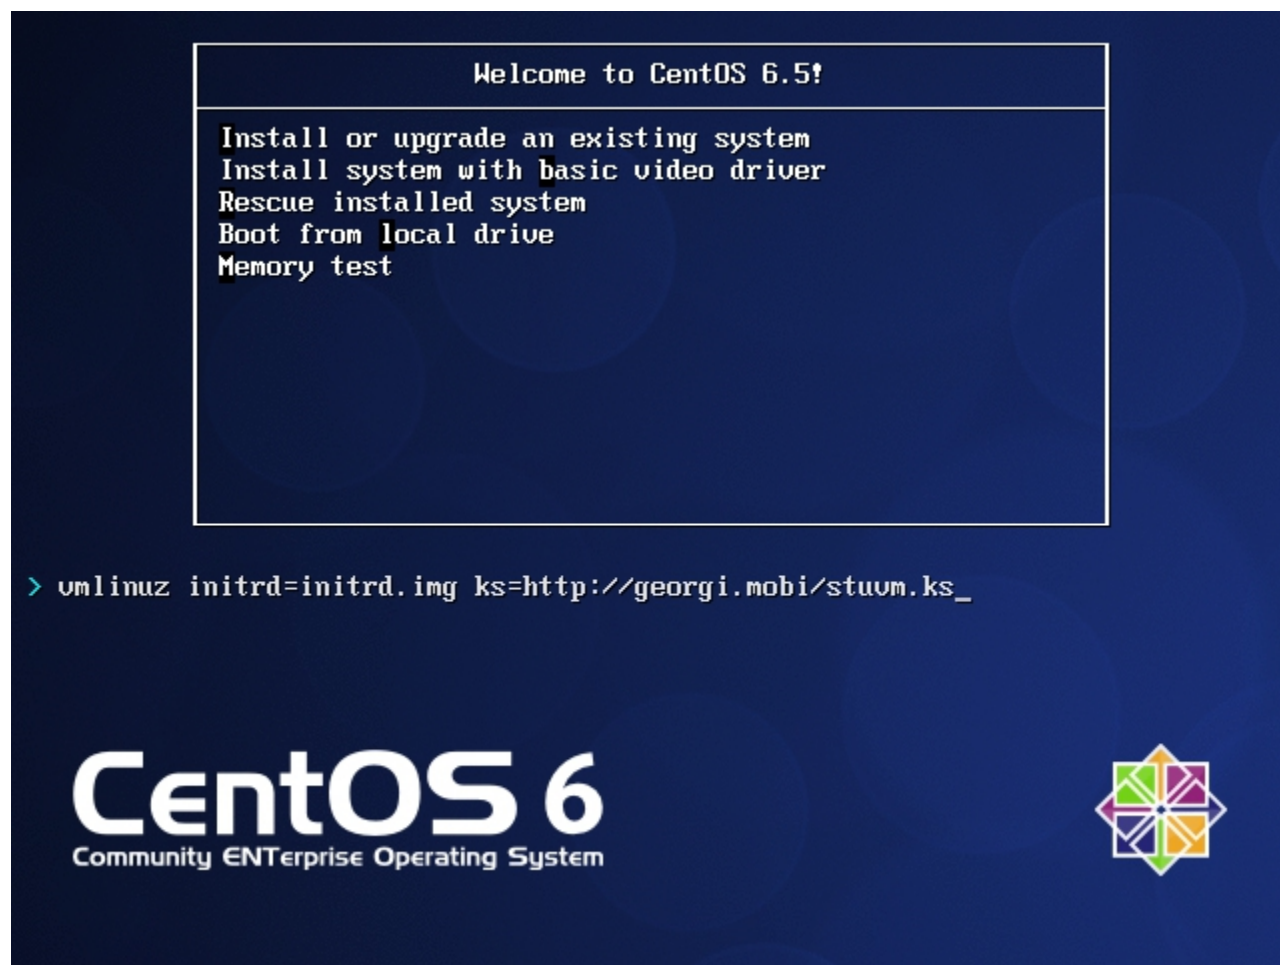 Welcome to CentOS 6.5!
Install or upgrade an existing system
Install system with basic video driver
Rescue installed system
Boot from local drive
Memory test
> vmlinuz initrd=initrd.img ks=http://georgi.mobi/stuvm.ks_
CentOS 6
Community ENTerprise Operating System